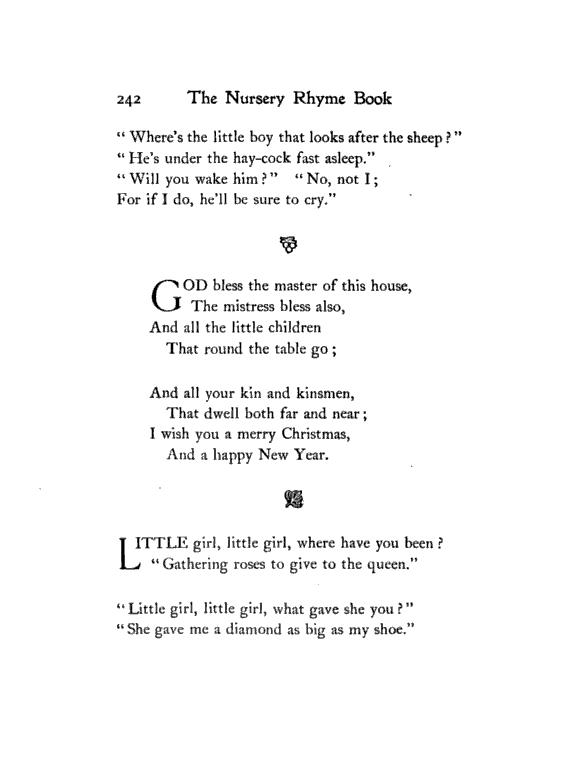 242 The Nursery Rhyme Book
“ Where’s the little boy that looks after the sheep ? ”
“ He’s under the hay-cock fast asleep.”
“ Will you wake him ? ” “ No, not I ;
For if I do, he’ll be sure to cry.”
GOD bless the master of this house,
The mistress bless also,
And all the little children
That round the table go ;
And all your kin and kinsmen,
That dwell both far and near ;
I wish you a merry Christmas,
And a happy New Year.
LITTLE girl, little girl, where have you been ?
“ Gathering roses to give to the queen.”
“ Little girl, little girl, what gave she you ? ”
“ She gave me a diamond as big as my shoe.”